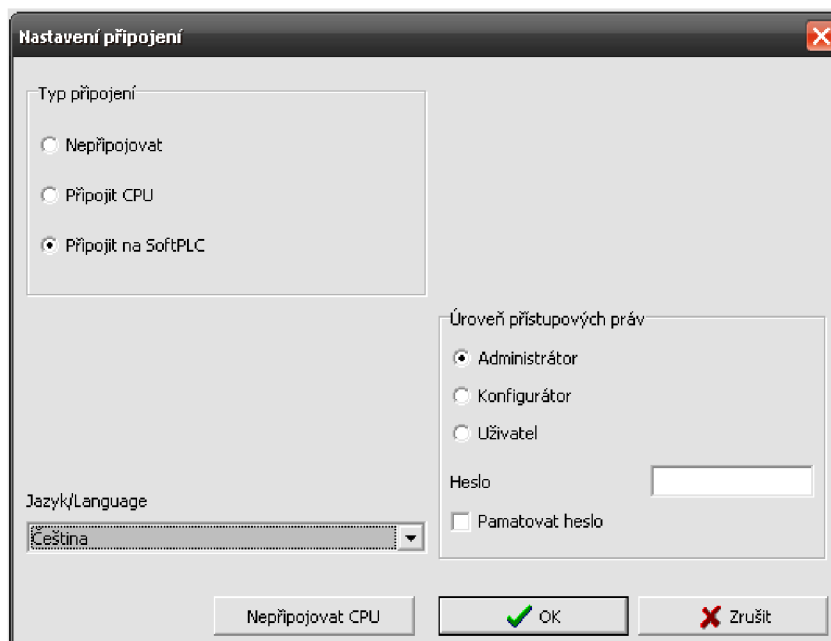 Nastavení připojení
Typ připojení
Nepřipojovat
Připojit CPU
Připojit na SoftPLC
Úroveň přístupových práv
Administrátor
Konfigurátor
Uživatel
Heslo
Pamatovat heslo
Jazyk/Language
Čeština
Nepřipojovat CPU
OK
Zrušit